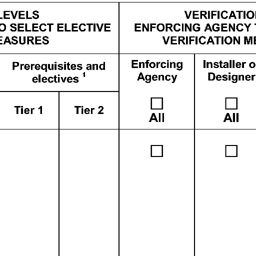 LEVELS
O SELECT ELECTIVE
EASURES
VERIFICATIO
ENFORCING AGENCY
VERIFICATION ME
Prerequisites and
electives 1
Enforcing
Agency
Installer o
Designer
Tier 1
Tier 2
☐
All
☐
All
☐
☐